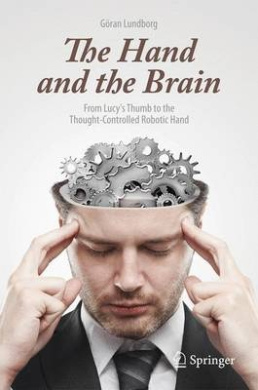 Göran Lundborg
The Hand
and the Brain
From Lucy's Thumb to the
Thought-Controlled Robotic Hand
Springer